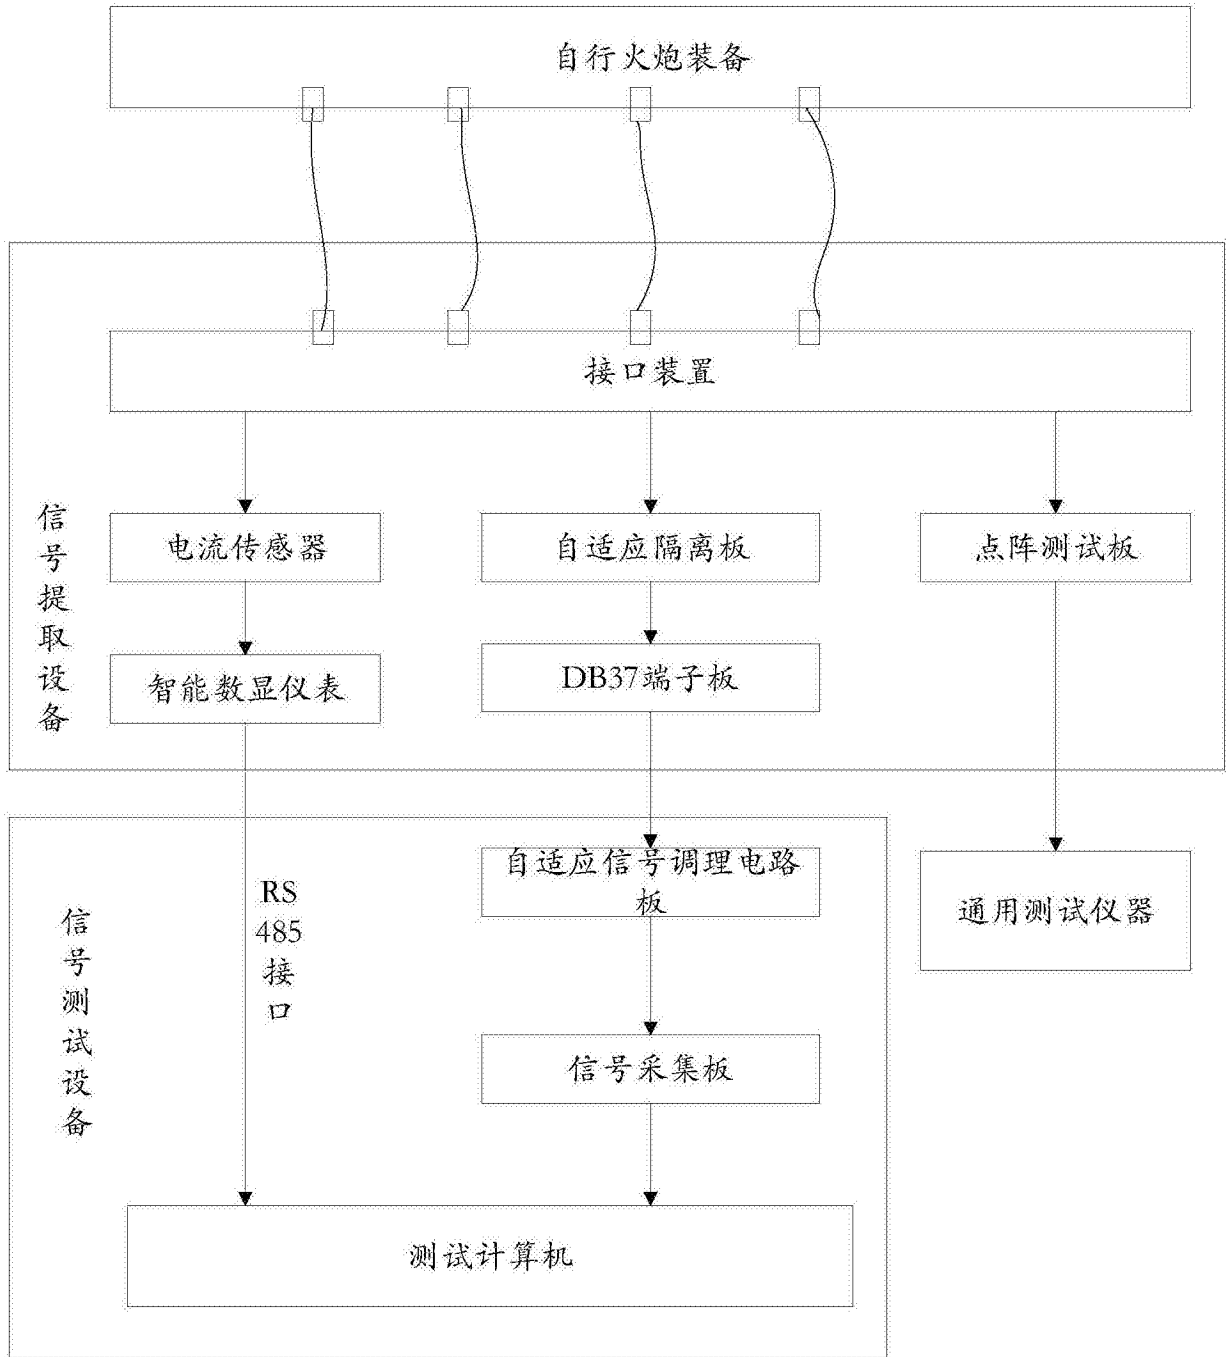 自行火炮装备
接口装置
信号提取设备
电流传感器
自适应隔离板
点阵测试板
智能数显仪表
DB37端子板
信号测试设备
RS
485
接
口
自适应信号调理电路
板
通用测试仪器
信号采集板
测试计算机